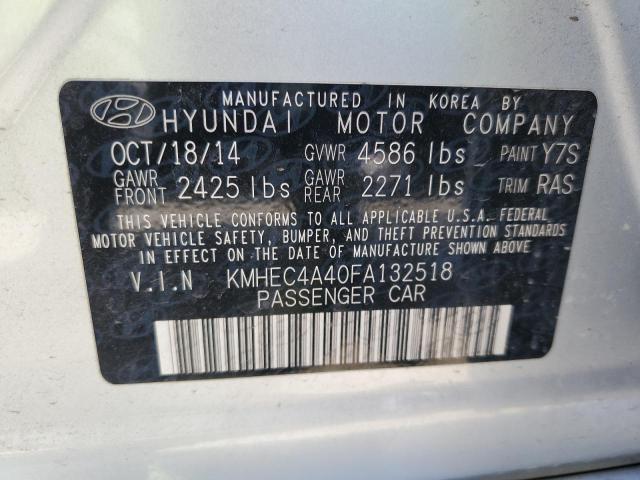 MANUFACTURED IN KOREA BY
HYUNDAI MOTOR COMPANY
OCT/18/14 GVWR 4586 lbs PAINT Y7S
GAWR FRONT 2425 lbs GAWR REAR 2271 lbs TRIM RAS
THIS VEHICLE CONFORMS TO ALL APPLICABLE U.S.A. FEDERAL
MOTOR VEHICLE SAFETY, BUMPER, AND THEFT PREVENTION STANDARDS
IN EFFECT ON THE DATE OF MANUFACTURE SHOWN ABOVE.
V.I.N KMHEC4A40FA132518
PASSENGER CAR